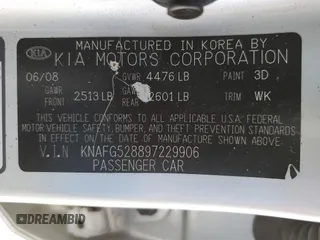 MANUFACTURED IN KOREA BY
KIA KIA MOTORS CORPORATION
06/08 GVWR 4476 LB PAINT 3D
GAWR FRONT 2513 LB REAR 2601 LB TRIM WK
THIS VEHICLE CONFORMS TO ALL APPLICABLE U.S.A. FEDERAL
MOTOR VEHICLE SAFETY, BUMPER, AND THEFT PREVENTION
STANDARDS IN EFFECT ON THE DATE OF MANUFACTURE SHOWN ABOVE.
V.I.N KNAFG528897229906
PASSENGER CAR
DREAMBID